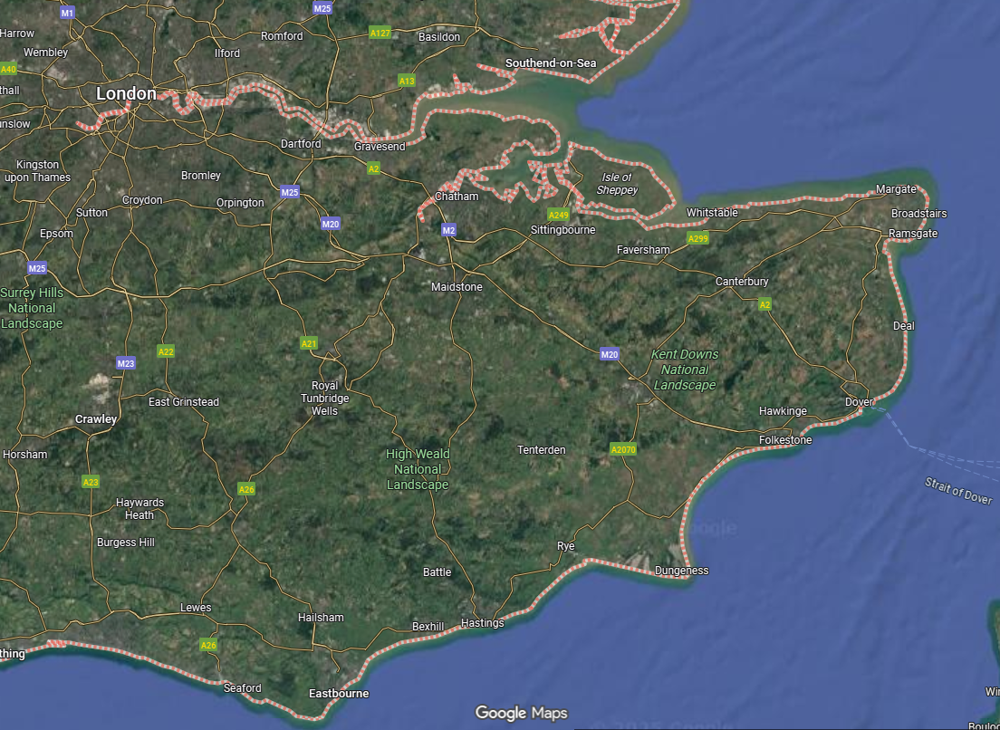 M1
M25
Harrow
Romford
A127
Basildon
Wembley
Ilford
Southend-on-Sea
A40
A13
thall
London
unslow
Dartford
Gravesend
Kingston
upon Thames
Bromley
A2
Isle of
Sheppey
Croydon
Orpington
M25
Chatham
Margate
Sutton
A249
Whitstable
Broadstairs
M20
M2
Sittingbourne
Epsom
A299
Ramsgate
Faversham
M25
Maidstone
Canterbury
Surrey Hills
National
Landscape
A2
Deal
A21
A22
M20
Kent Downs
National
Landscape
M23
Royal
Tunbridge
Wells
East Grinstead
Dover
Hawkinge
Crawley
Folkestone
Horsham
High Weald
National
Landscape
Tenterden
A2070
A23
A26
Strait of Dover
Haywards
Heath
Google
Burgess Hill
Rye
Battle
Dungeness
Lewes
Hailsham
Bexhill
Hastings
A26
thing
Seaford
Eastbourne
Wi
Google Maps
Boulog